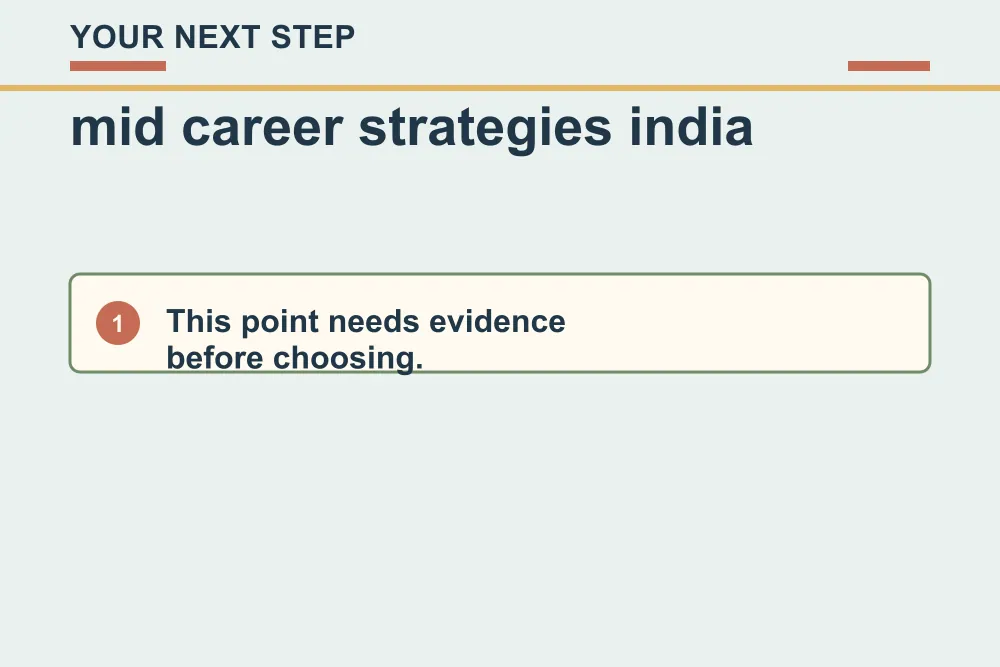 YOUR NEXT STEP
mid career strategies india
1
This point needs evidence
before choosing.